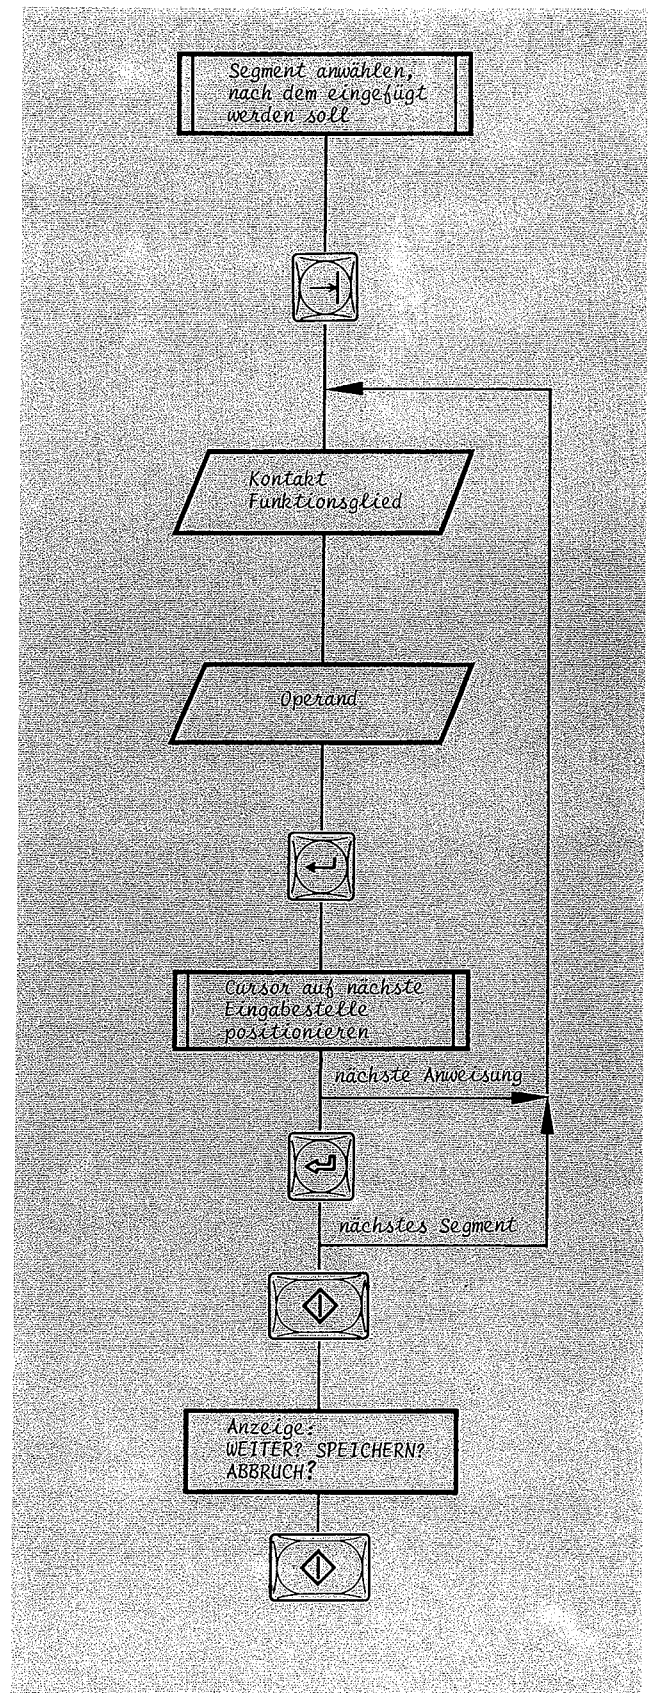 Segment anwählen,
nach dem eingefügt
werden soll
Kontakt
Funktionsglied
Operand
Cursor auf nächste
Eingabestelle
positionieren
nächste Anweisung
nächstes Segment
Anzeige:
WEITER? SPEICHERN?
ABBRUCH?